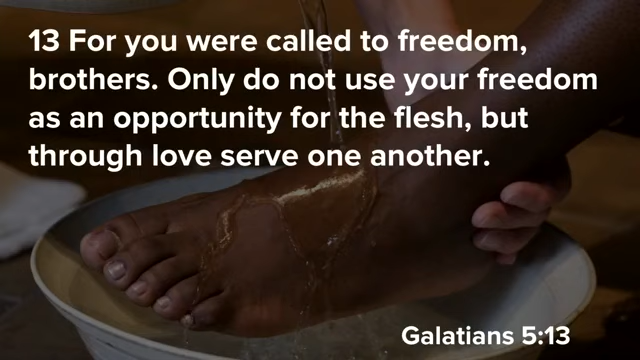 13 For you were called to freedom,
brothers. Only do not use your freedom
as an opportunity for the flesh, but
through love serve one another.
Galatians 5:13